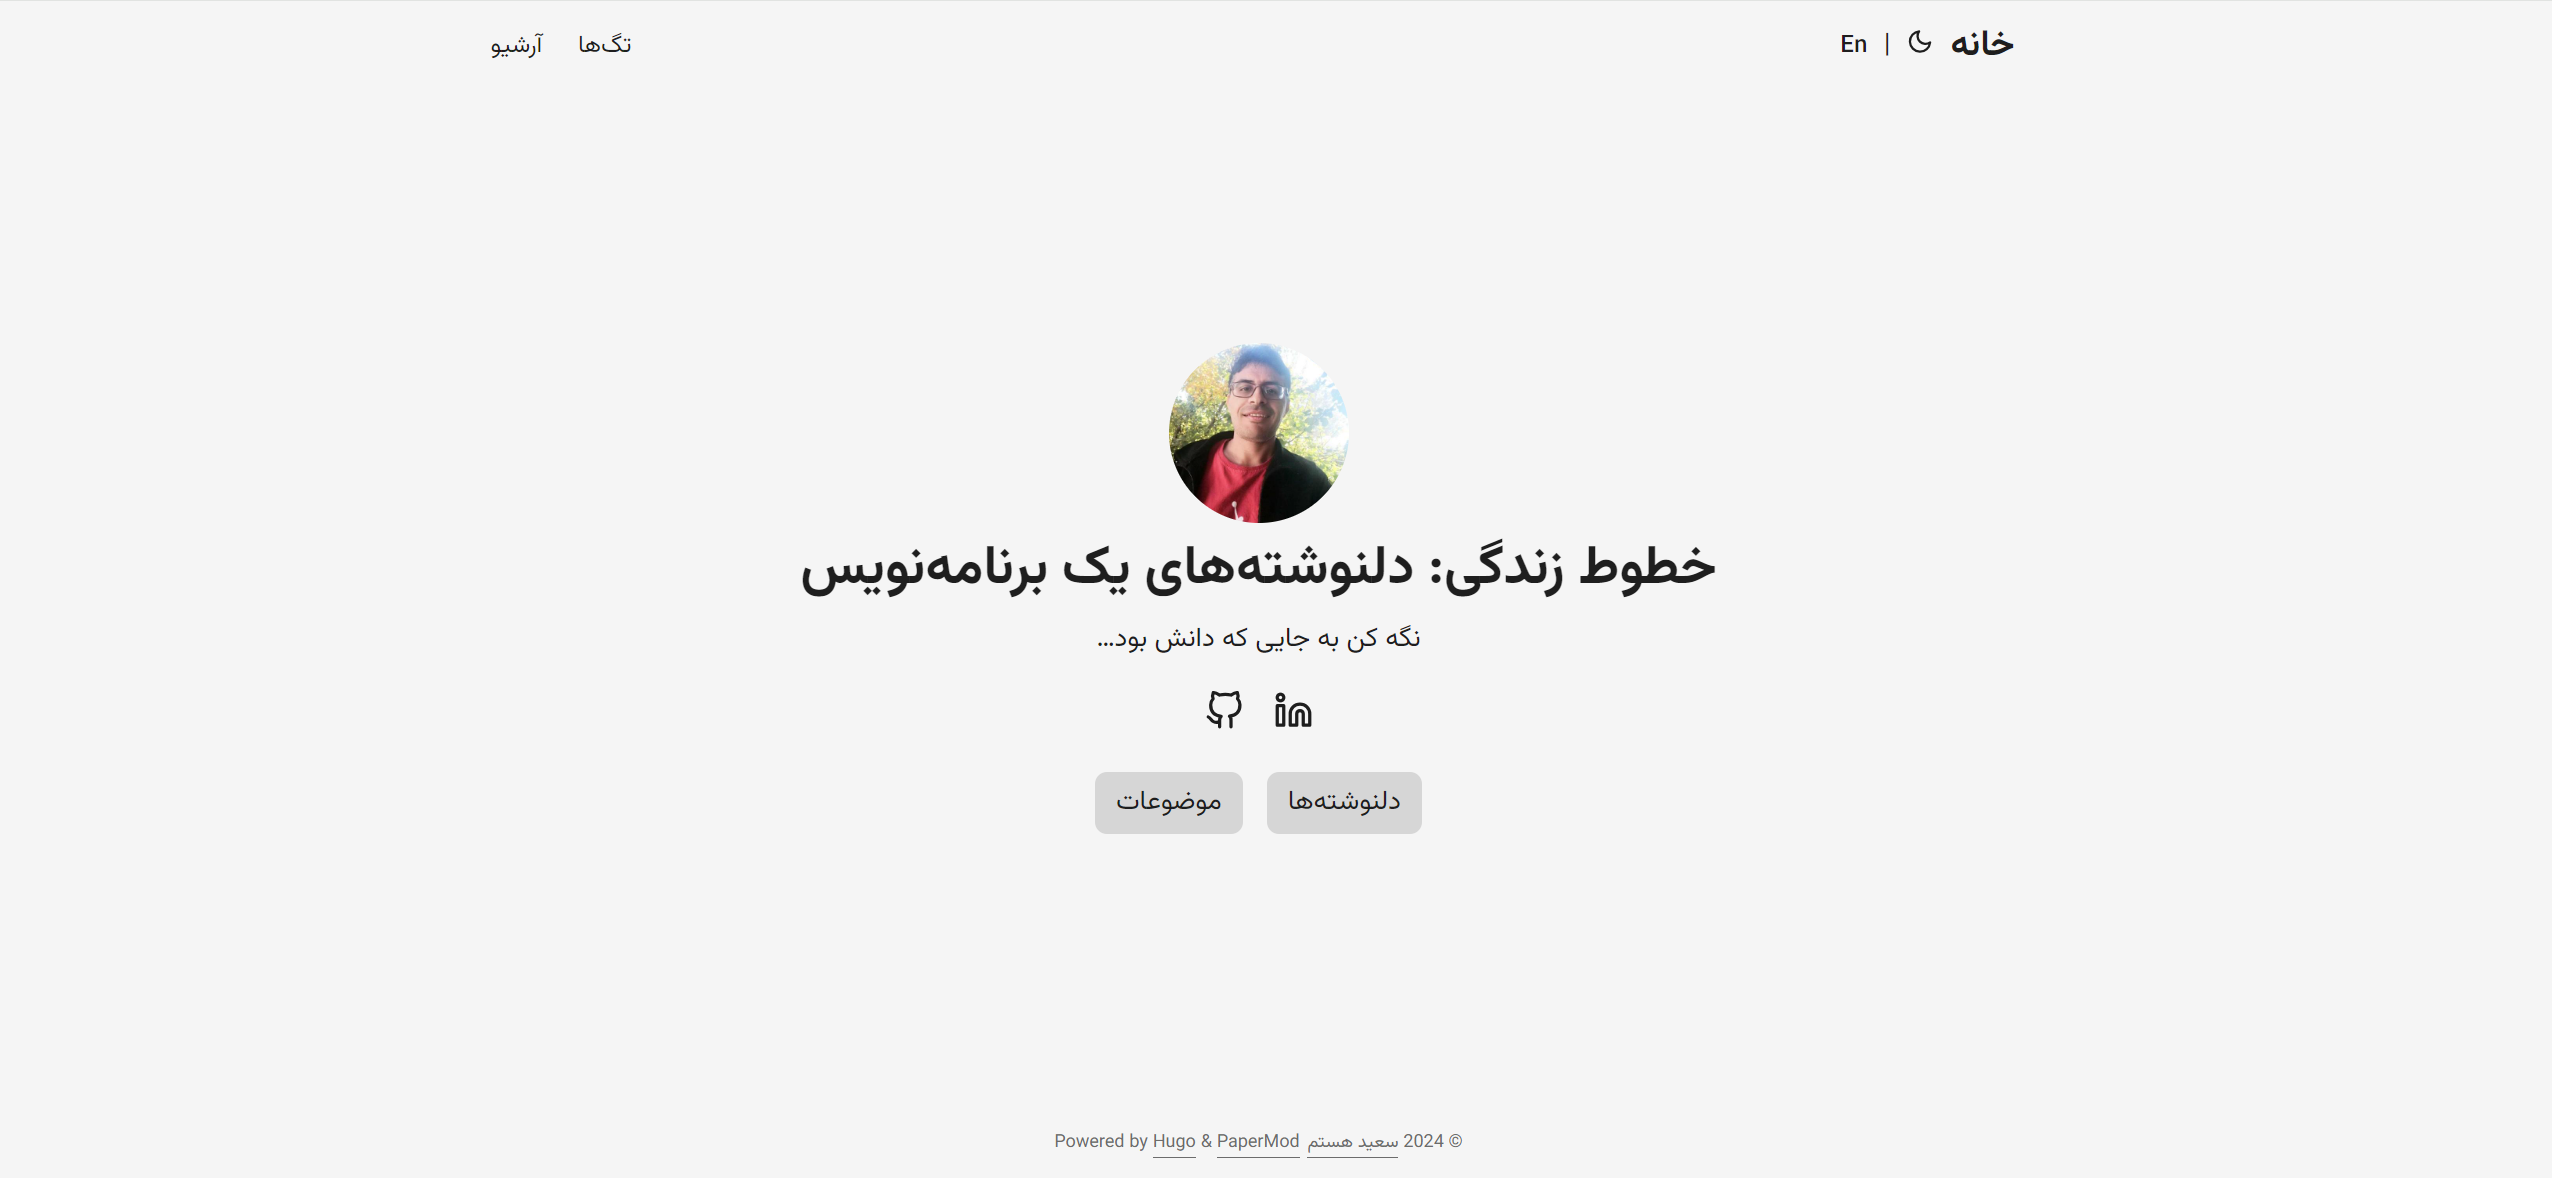 خانه | En
تگ‌ها آرشیو
خطوط زندگی: دلنوشته‌های یک برنامه‌نویس
نگه کن به جایی که دانش بود...
دلنوشته‌ها موضوعات
© 2024 سعید هستم Powered by Hugo & PaperMod